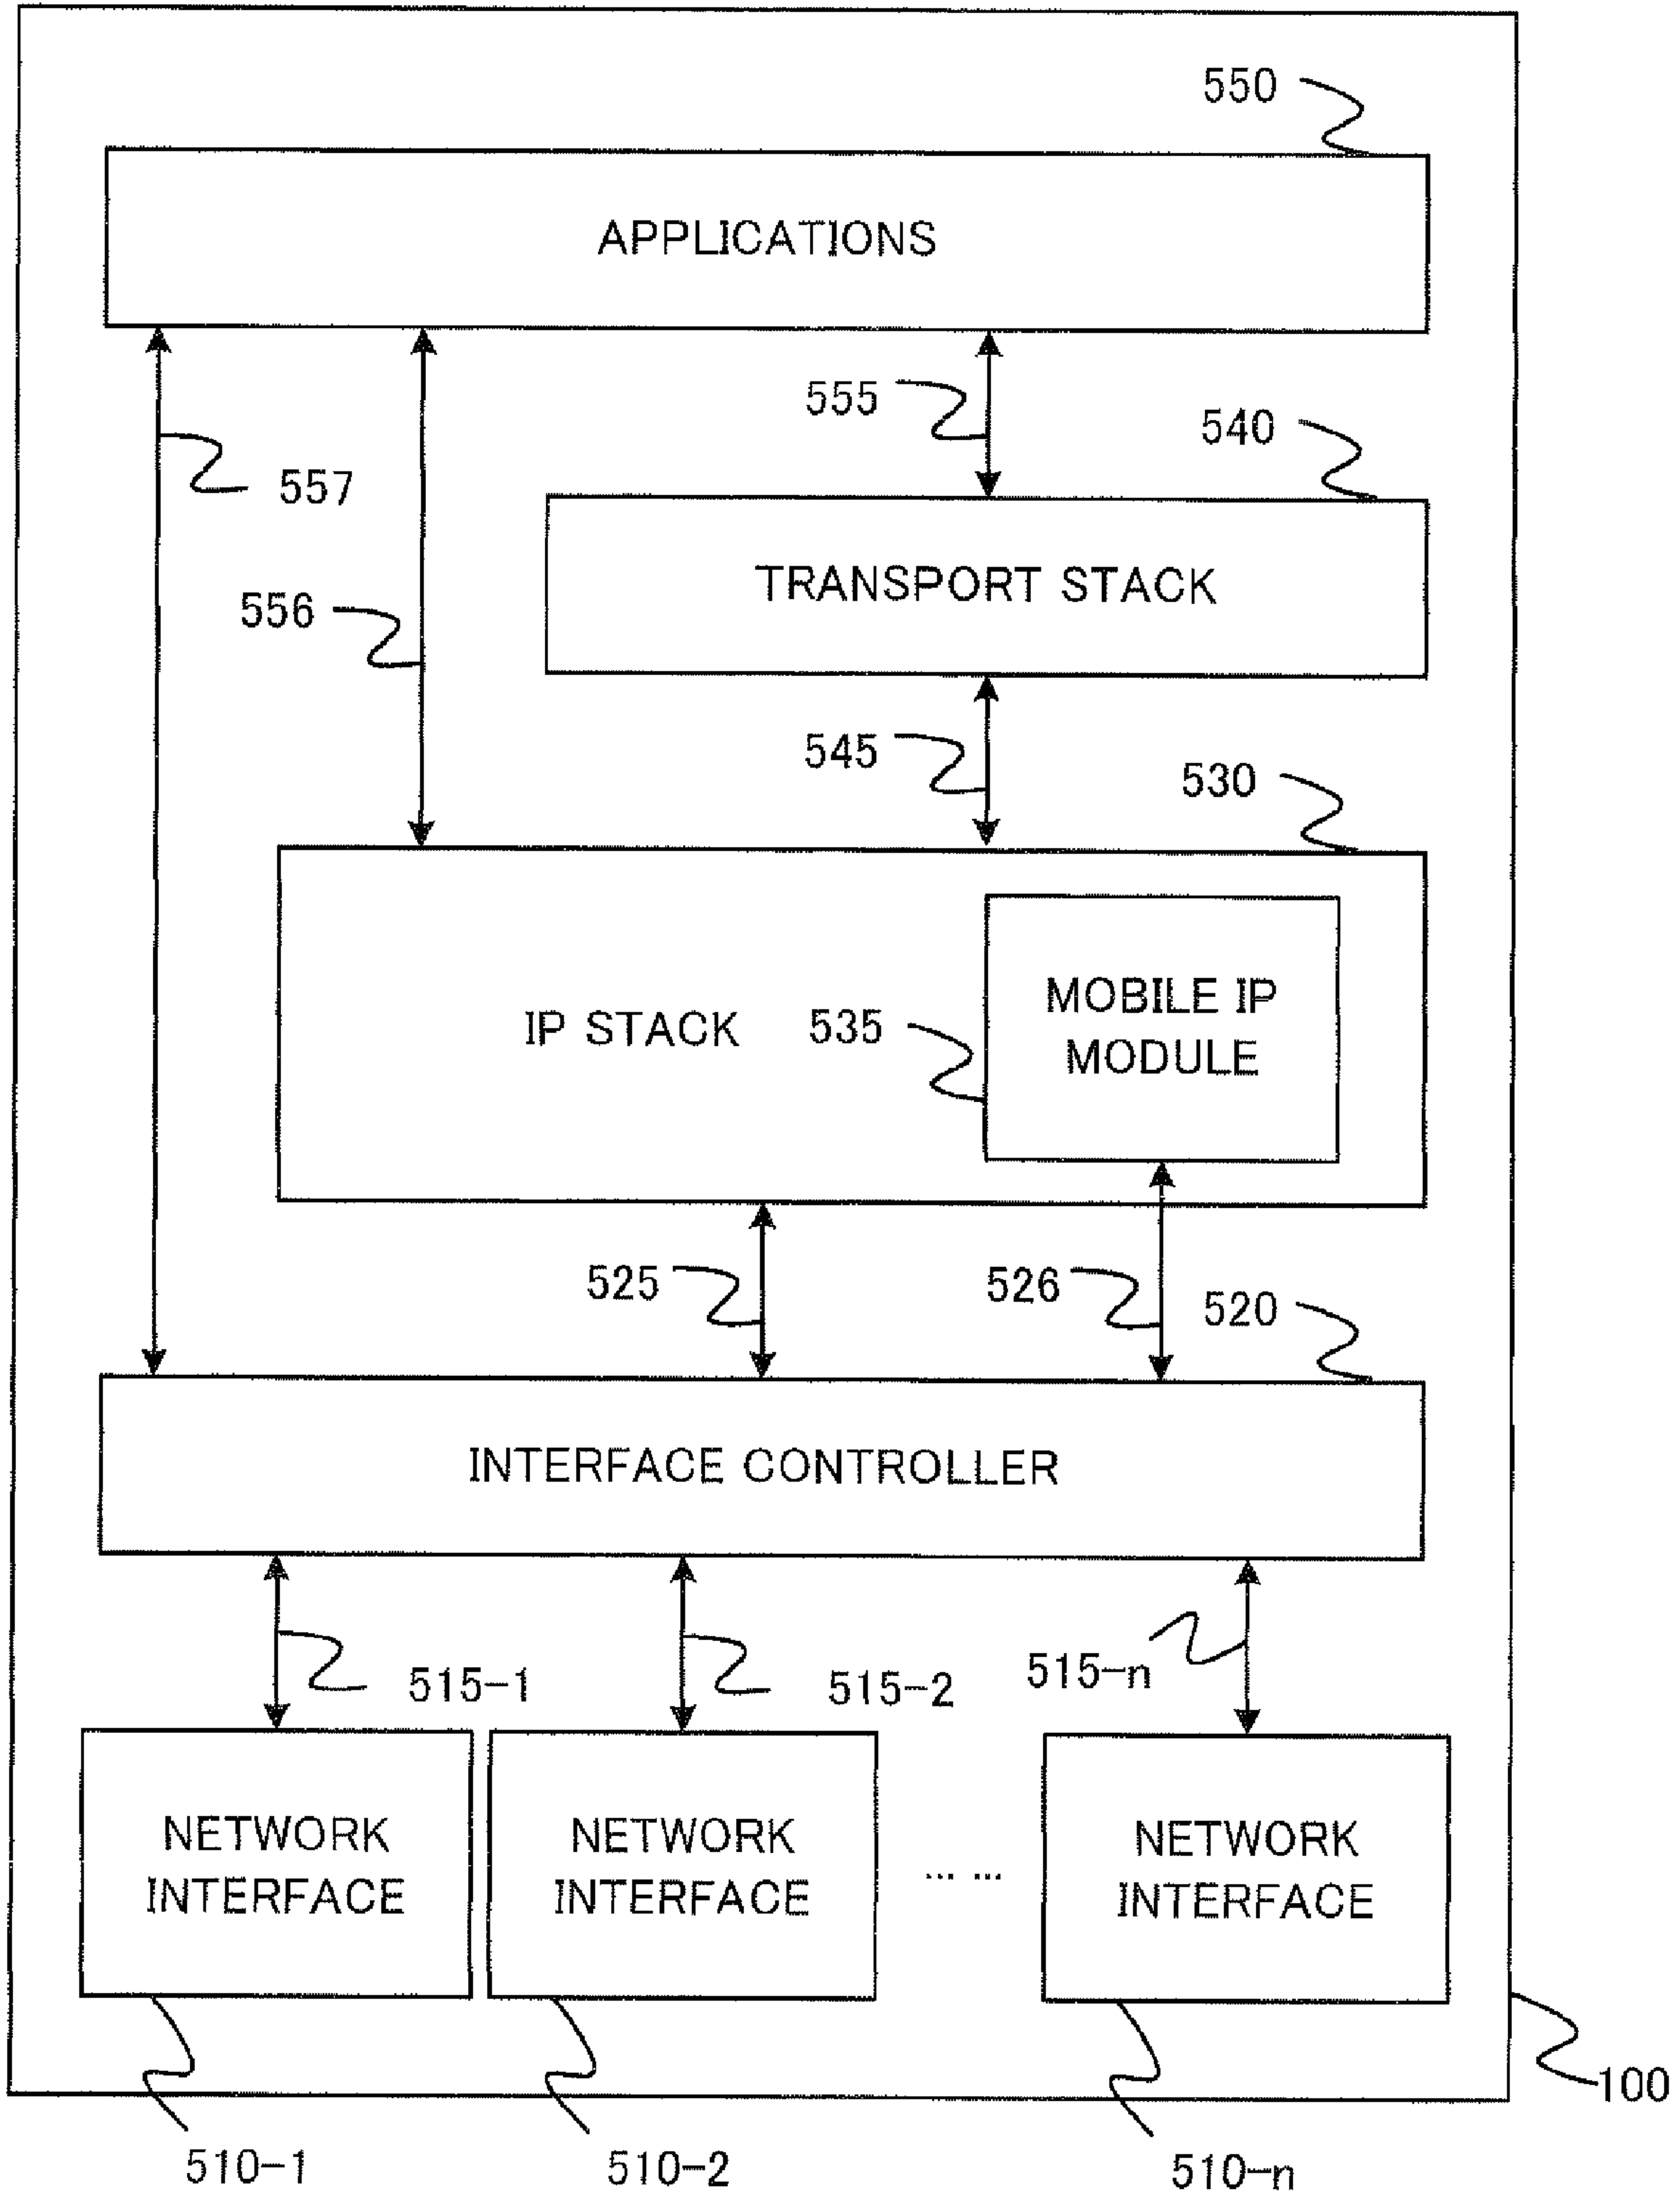 550
APPLICATIONS
555
540
557
TRANSPORT STACK
556
545
530
MOBILE IP
MODULE
IP STACK
535
525
526
520
INTERFACE CONTROLLER
515-1
515-2
515-n
NETWORK
INTERFACE
NETWORK
INTERFACE
... ...
NETWORK
INTERFACE
100
510-1
510-2
510-n